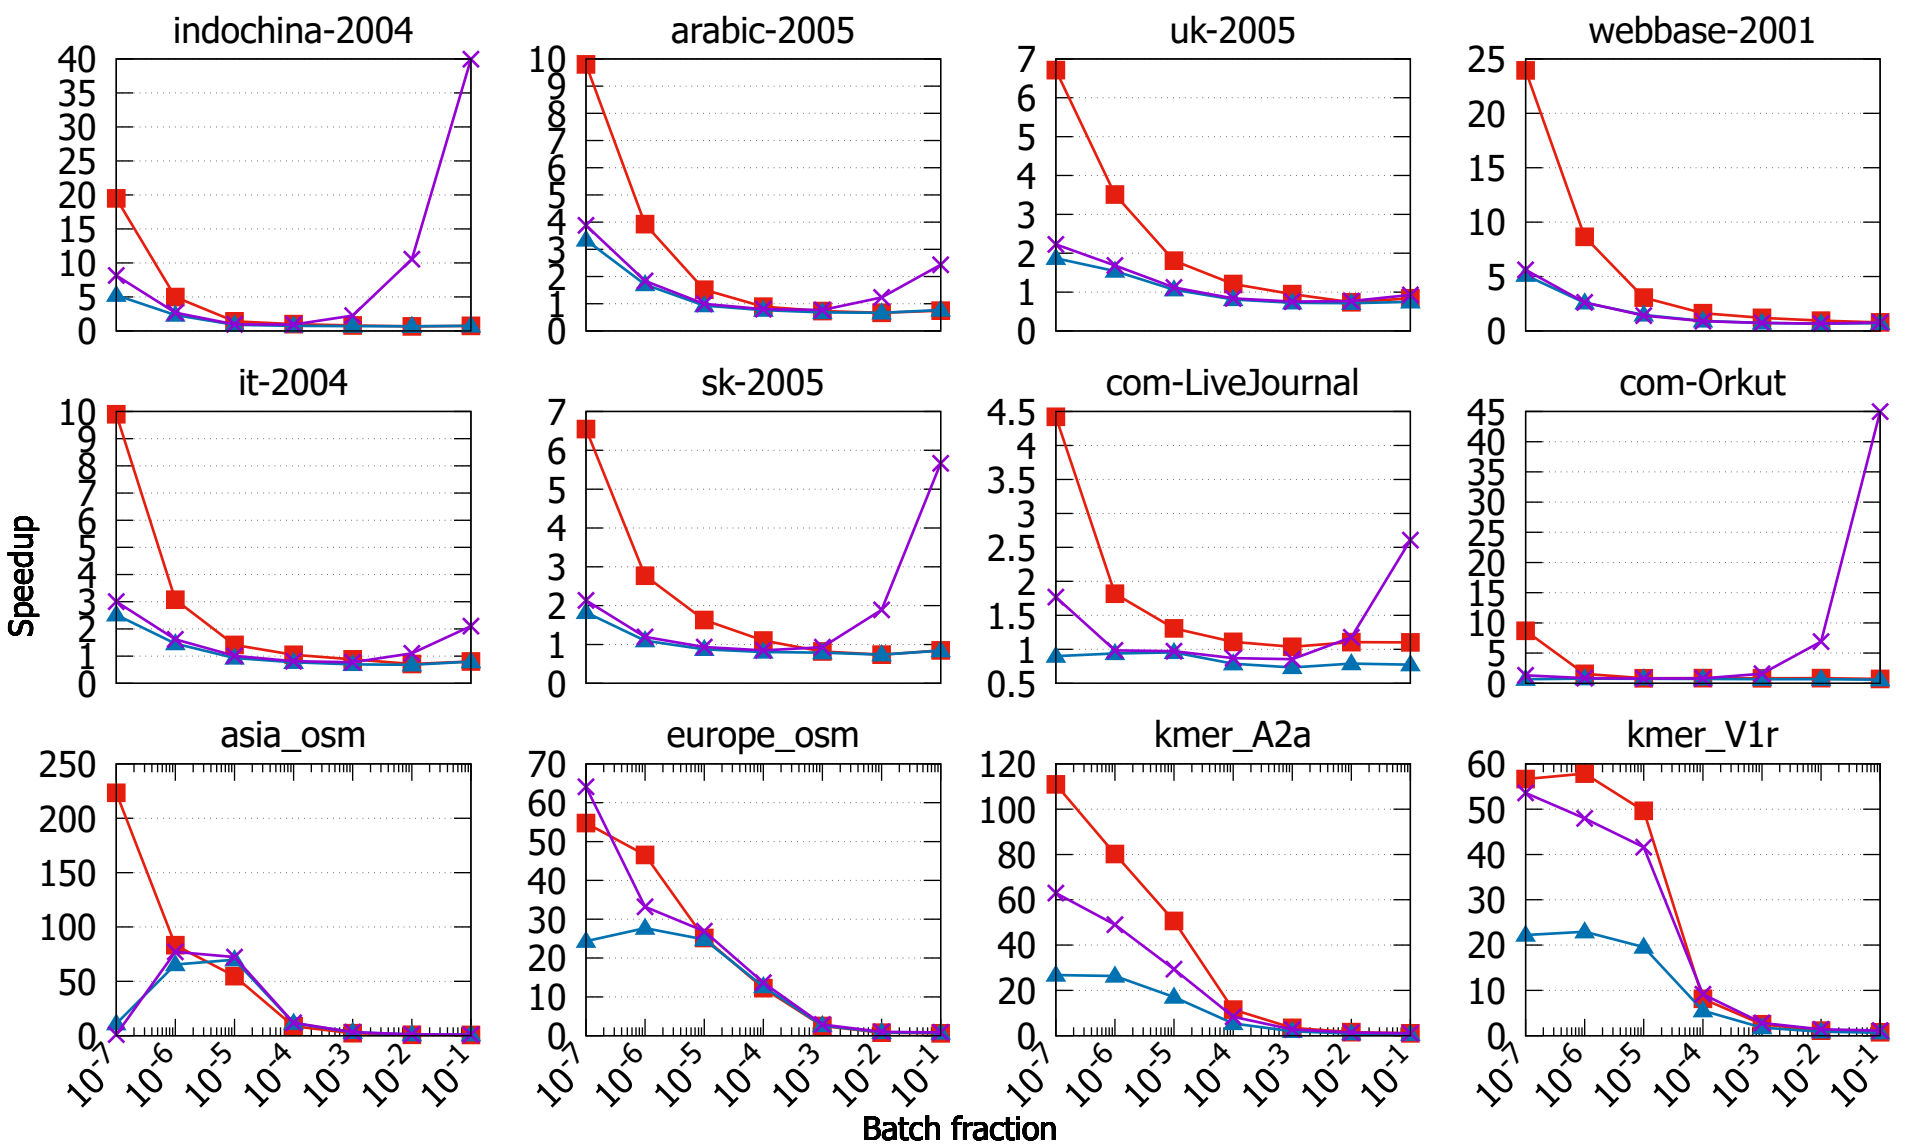 indochina-2004 arabic-2005 uk-2005 webbase-2001
40 35 30 25 20 15 10 5 0
10 9 8 7 6 5 4 3 2 1 0
7 6 5 4 3 2 1 0
25 20 15 10 5 0
it-2004 sk-2005 com-LiveJournal com-Orkut
10 9 8 7 6 5 4 3 2 1 0
7 6 5 4 3 2 1 0
4.5 4 3.5 3 2.5 2 1.5 1 0.5
45 40 35 30 25 20 15 10 5 0
Speedup
asia_osm europe_osm kmer_A2a kmer_V1r
250 200 150 100 50 0
70 60 50 40 30 20 10 0
120 100 80 60 40 20 0
60 50 40 30 20 10 0
10-7 10-6 10-5 10-4 10-3 10-2 10-1
10-7 10-6 10-5 10-4 10-3 10-2 10-1
10-7 10-6 10-5 10-4 10-3 10-2 10-1
10-7 10-6 10-5 10-4 10-3 10-2 10-1
Batch fraction